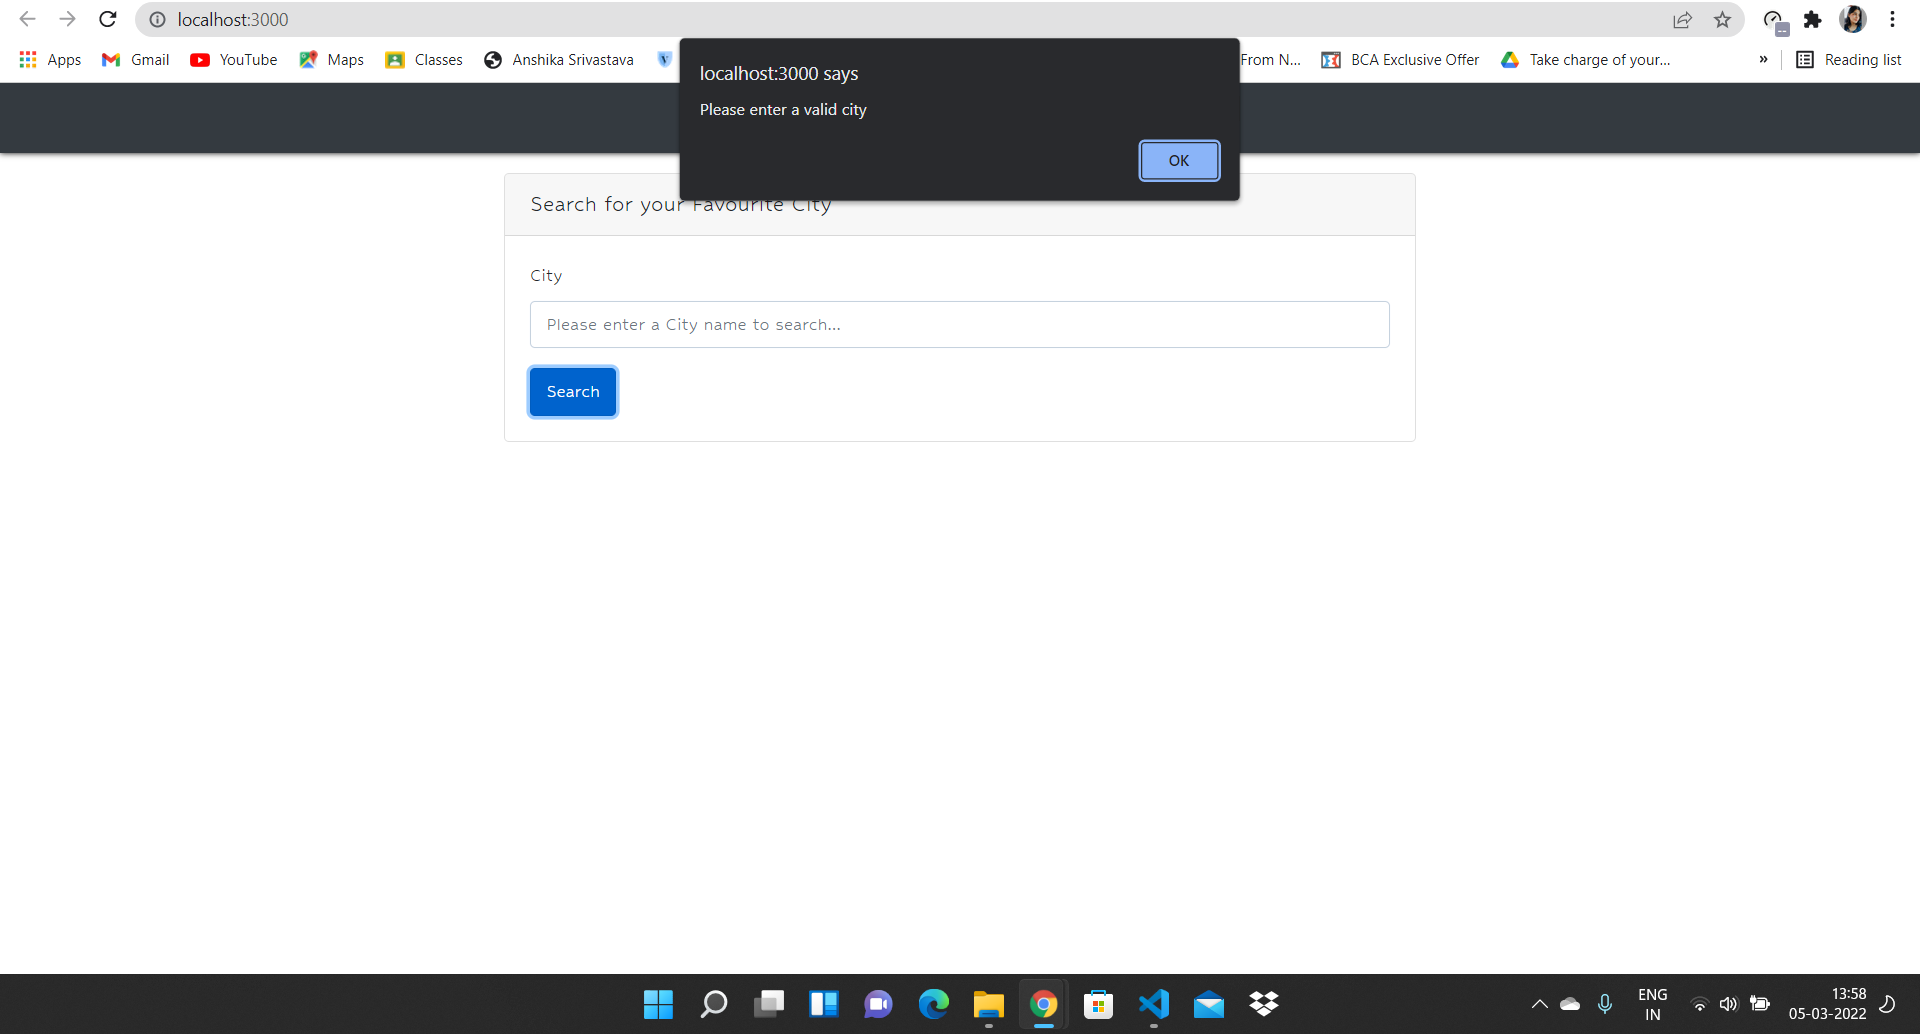 localhost:3000
Apps Gmail YouTube Maps Classes Anshika Srivastava From N... BCA Exclusive Offer Take charge of your... » Reading list
localhost:3000 says
Please enter a valid city
OK
Search for your Favourite City
City
Please enter a City name to search...
Search
ENG
IN
13:58
05-03-2022